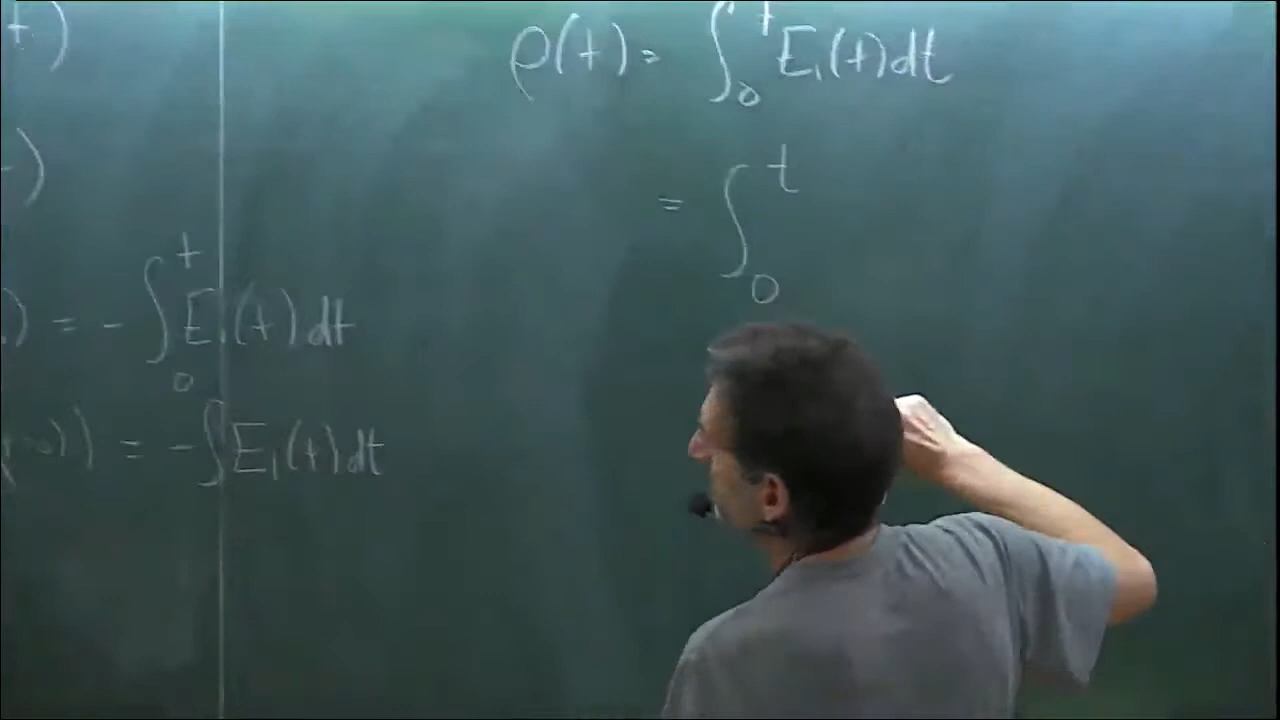 t)
)
) = - ∫₀ᵗ E₁(t) dt
)) = - ∫ E₁(t) dt
ρ(t) = ∫₀ᵗ E₁(t) dt
= ∫₀ᵗ